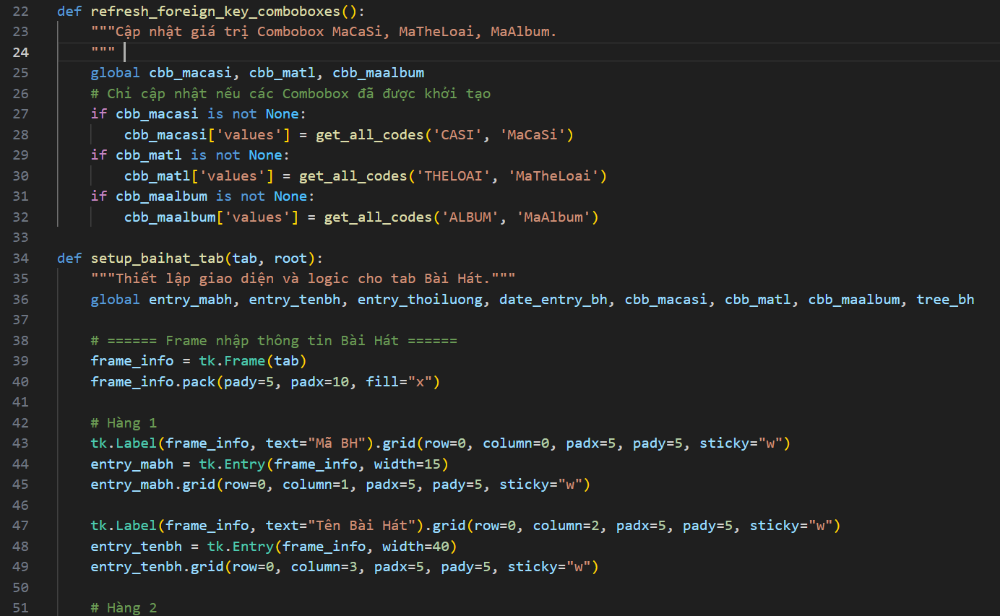 22 def refresh_foreign_key_comboboxes():
23     """Cập nhật giá trị Combobox MaCaSi, MaTheLoai, MaAlbum.
24     """
25     global cbb_macasi, cbb_matl, cbb_maalbum
26     # Chỉ cập nhật nếu các Combobox đã được khởi tạo
27     if cbb_macasi is not None:
28         cbb_macasi['values'] = get_all_codes('CASI', 'MaCaSi')
29     if cbb_matl is not None:
30         cbb_matl['values'] = get_all_codes('THELOAI', 'MaTheLoai')
31     if cbb_maalbum is not None:
32         cbb_maalbum['values'] = get_all_codes('ALBUM', 'MaAlbum')
33
34 def setup_baihat_tab(tab, root):
35     """Thiết lập giao diện và logic cho tab Bài Hát."""
36     global entry_mabh, entry_tenbh, entry_thoiluong, date_entry_bh, cbb_macasi, cbb_matl, cbb_maalbum, tree_bh
37
38     # ====== Frame nhập thông tin Bài Hát ======
39     frame_info = tk.Frame(tab)
40     frame_info.pack(pady=5, padx=10, fill="x")
41
42     # Hàng 1
43     tk.Label(frame_info, text="Mã BH").grid(row=0, column=0, padx=5, pady=5, sticky="w")
44     entry_mabh = tk.Entry(frame_info, width=15)
45     entry_mabh.grid(row=0, column=1, padx=5, pady=5, sticky="w")
46
47     tk.Label(frame_info, text="Tên Bài Hát").grid(row=0, column=2, padx=5, pady=5, sticky="w")
48     entry_tenbh = tk.Entry(frame_info, width=40)
49     entry_tenbh.grid(row=0, column=3, padx=5, pady=5, sticky="w")
50
51     # Hàng 2